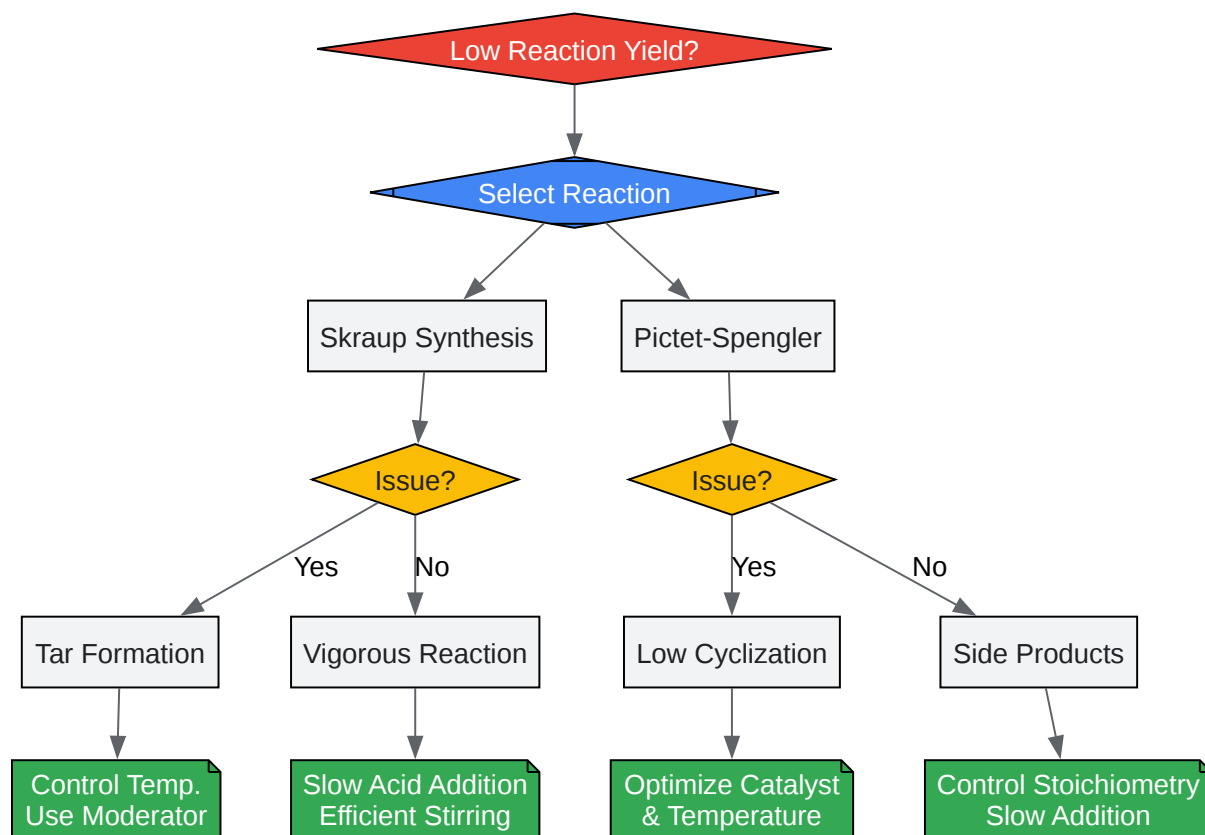 Low Reaction Yield?
Select Reaction
Skraup Synthesis
Pictet-Spengler
Issue?
Issue?
Yes
No
Yes
No
Tar Formation
Vigorous Reaction
Low Cyclization
Side Products
Control Temp.
Use Moderator
Slow Acid Addition
Efficient Stirring
Optimize Catalyst
& Temperature
Control Stoichiometry
Slow Addition